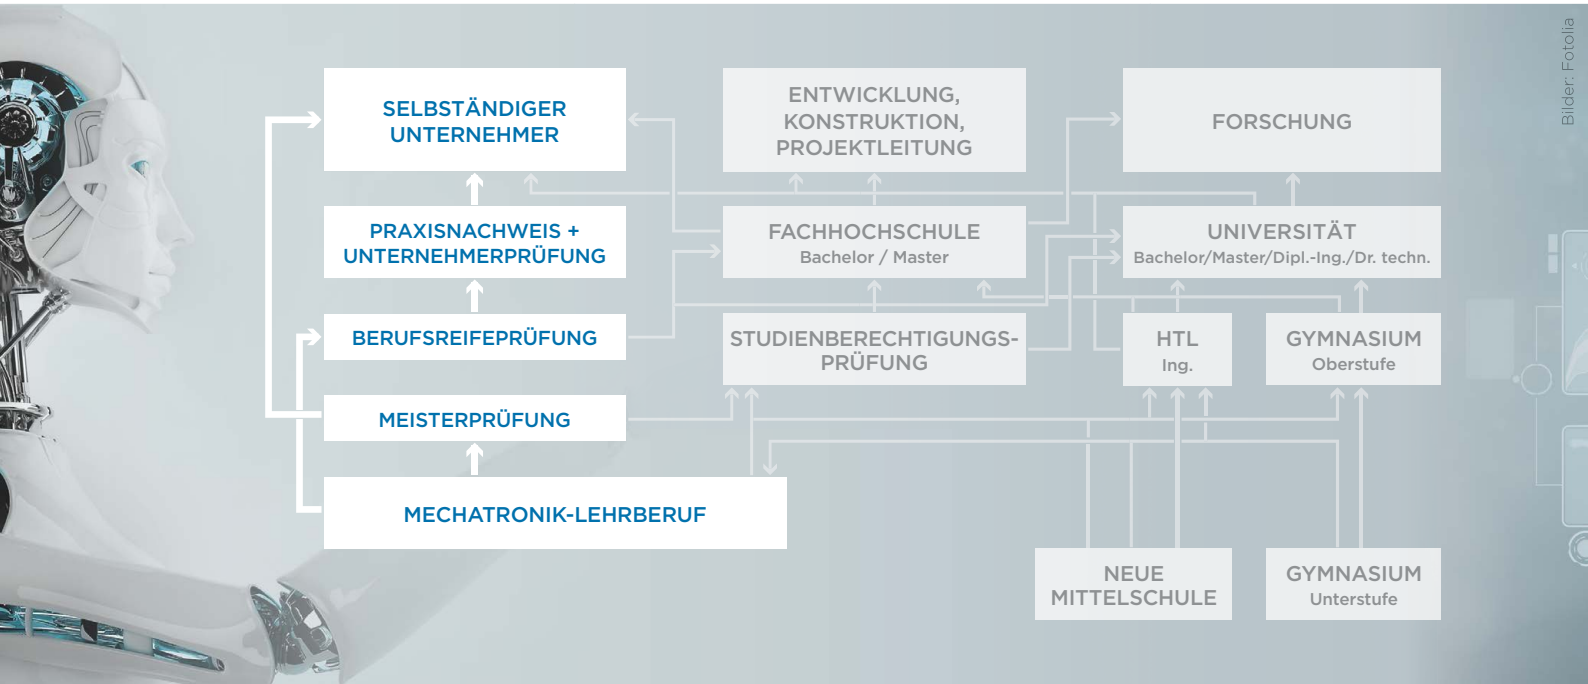 Bilder: Fotolia
SELBSTÄNDIGER
UNTERNEHMER
ENTWICKLUNG,
KONSTRUKTION,
PROJEKTLEITUNG
FORSCHUNG
PRAXISNACHWEIS +
UNTERNEHMERPRÜFUNG
FACHHOCHSCHULE
Bachelor / Master
UNIVERSITÄT
Bachelor/Master/Dipl.-Ing./Dr. techn.
BERUFSREIFEPRÜFUNG
STUDIENBERECHTIGUNGS-
PRÜFUNG
HTL
Ing.
GYMNASIUM
Oberstufe
MEISTERPRÜFUNG
MECHATRONIK-LEHRBERUF
NEUE
MITTELSCHULE
GYMNASIUM
Unterstufe